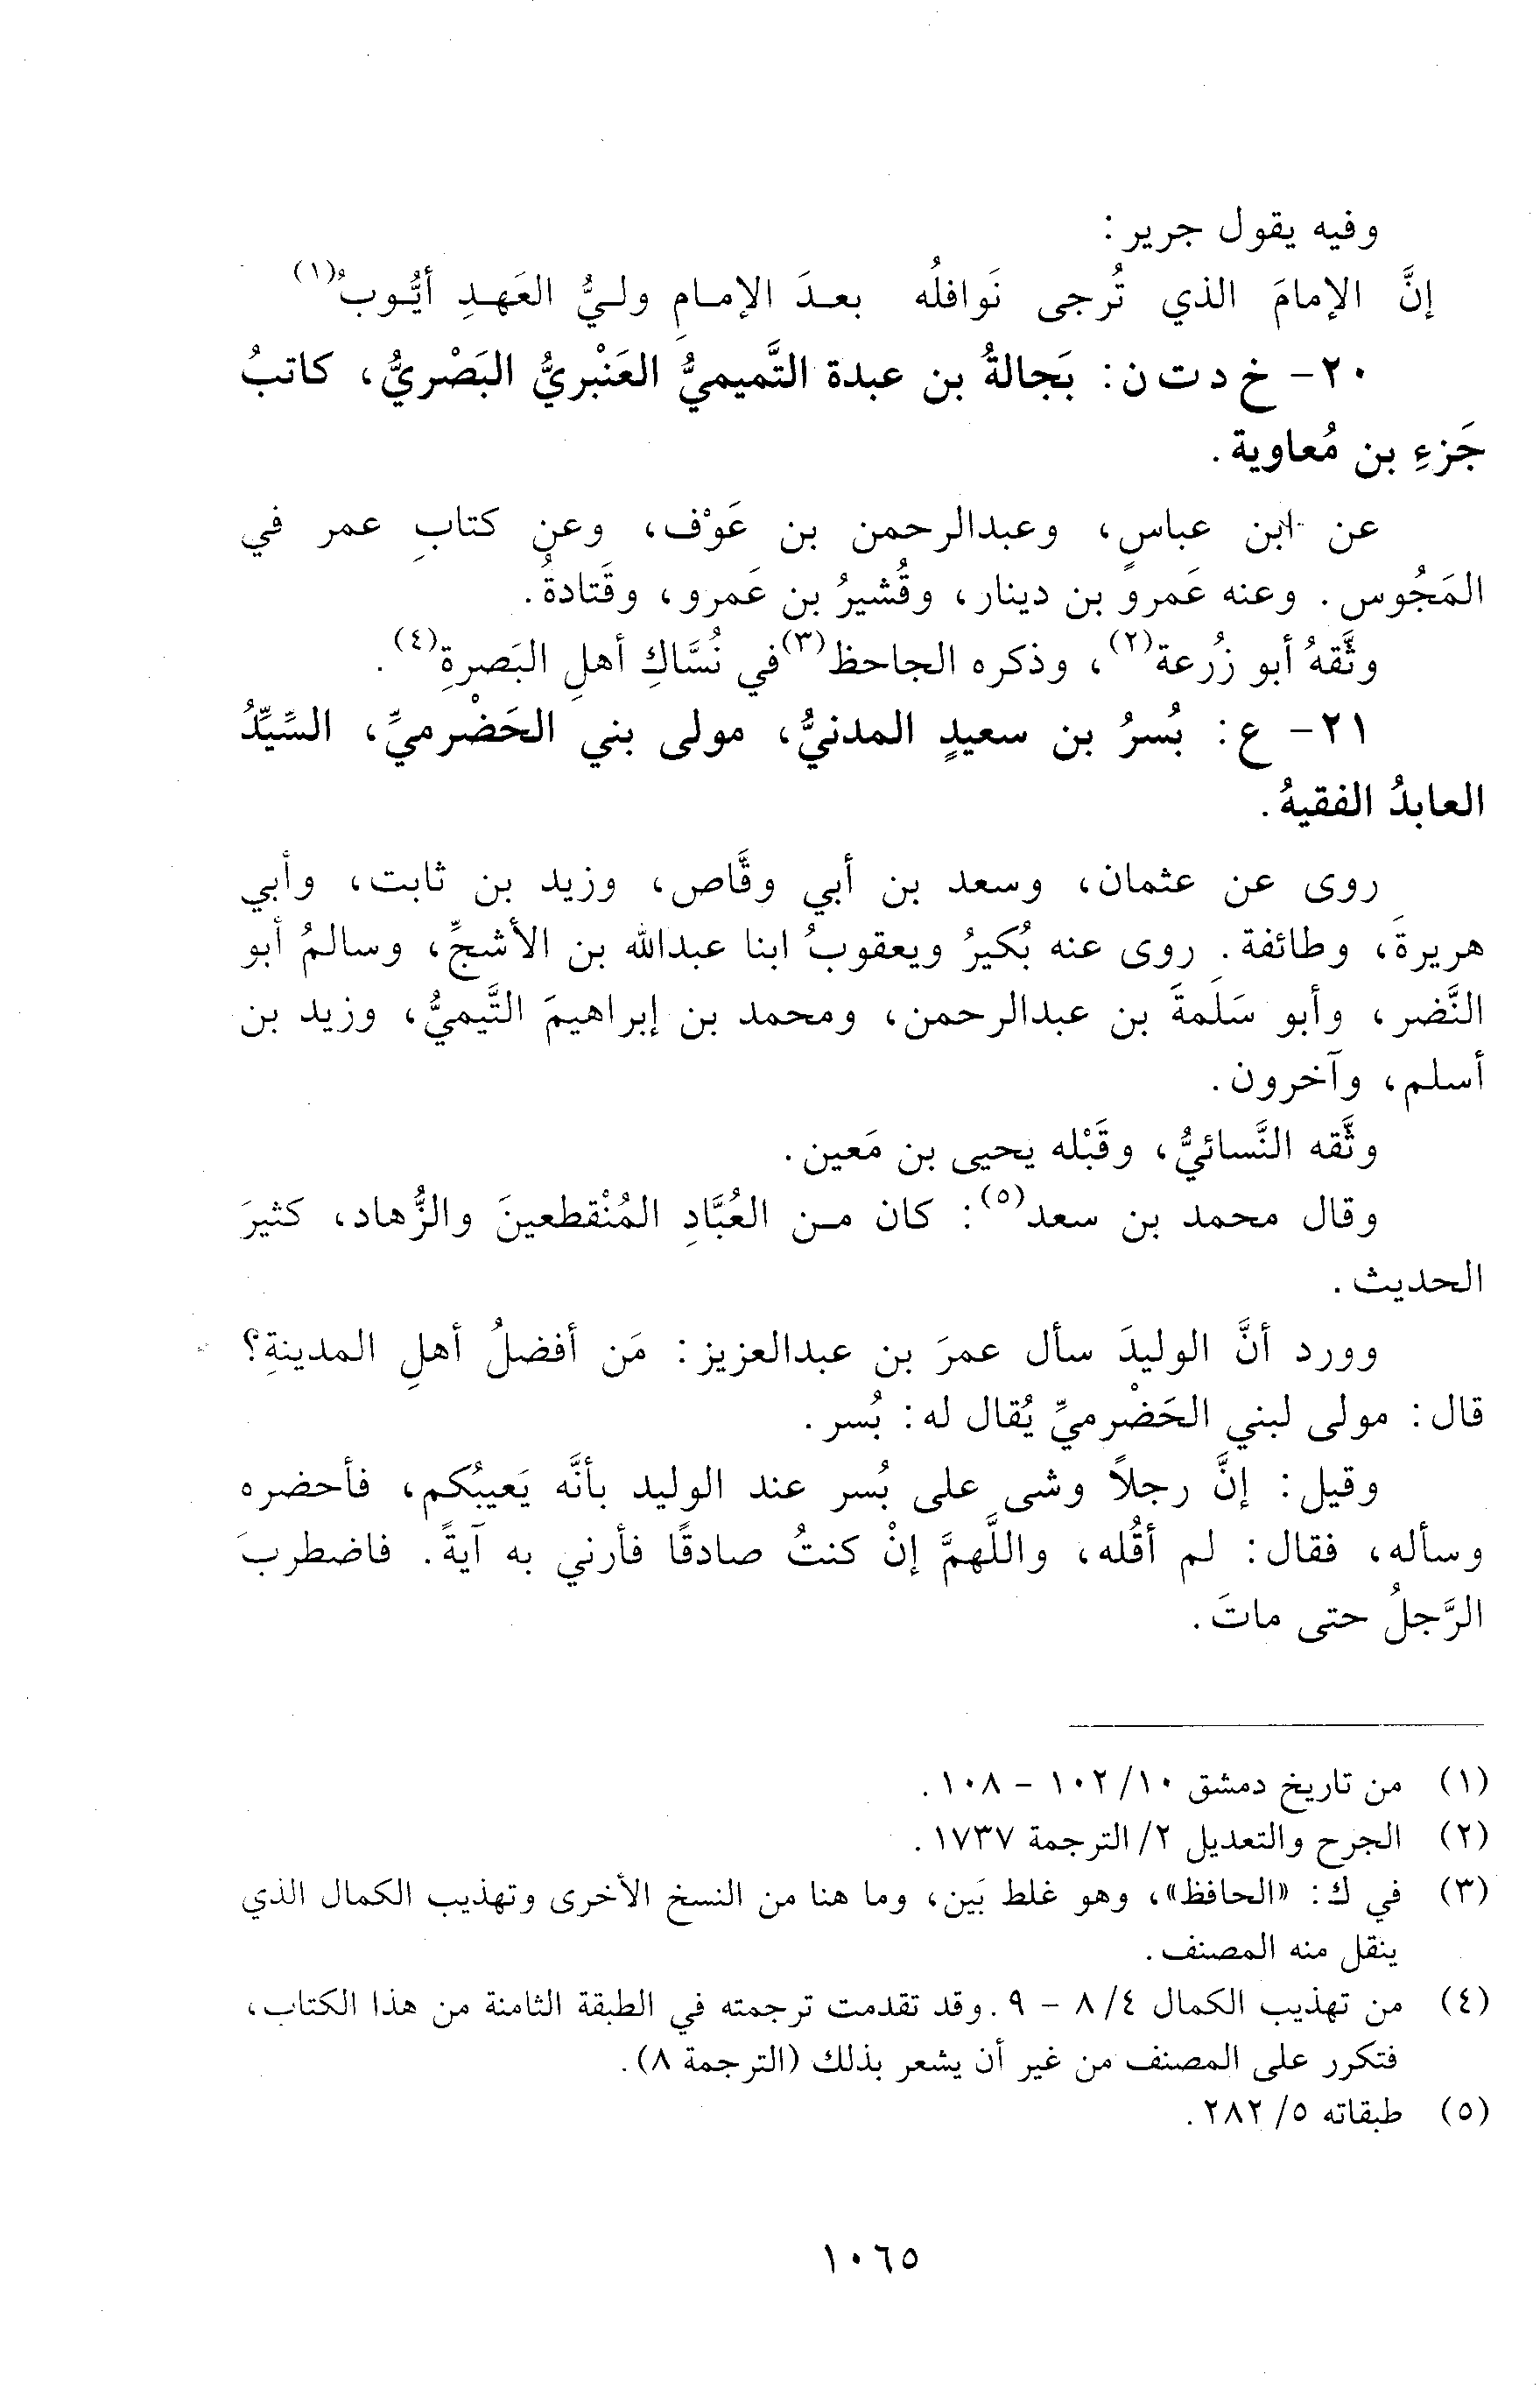 وفيه يقول جرير:
إنَّ الإمامَ الذي تُرجى نَوافلُه بعـدَ الإمـامِ ولـيُّ العَهـدِ أيُّـوبُ(١)
٢٠- خ د ت ن: بَجالةُ بن عبدة التَّميميُّ العَنْبريُّ البَصْريُّ، كاتبُ
جَزءِ بن مُعاوية.
عن ابن عباسٍ، وعبدالرحمن بن عَوْف، وعن كتابِ عمر في
المَجُوس. وعنه عَمرو بن دينار، وقُشيرُ بن عَمرو، وقَتادةُ.
وثَّقهُ أبو زُرعة(٢)، وذكره الجاحظ(٣) في نُسَّاكِ أهلِ البَصرةِ(٤).
٢١- ع: بُسرُ بن سعيدٍ المدنيُّ، مولى بني الحَضْرميِّ، السَّيِّدُ
العابدُ الفقيهُ.
روى عن عثمان، وسعد بن أبي وقَّاص، وزيد بن ثابت، وأبي
هريرةَ، وطائفة. روى عنه بُكيرُ ويعقوبُ ابنا عبدالله بن الأشجِّ، وسالمُ أبو
النَّضر، وأبو سَلَمةَ بن عبدالرحمن، ومحمد بن إبراهيمَ التَّيميُّ، وزيد بن
أسلم، وآخرون.
وثَّقه النَّسائيُّ، وقَبْله يحيى بن مَعين.
وقال محمد بن سعد(٥): كان مـن العُبَّادِ المُنْقطعينَ والزُّهاد، كثيرَ
الحديث.
وورد أنَّ الوليدَ سأل عمرَ بن عبدالعزيز: مَن أفضلُ أهلِ المدينةِ؟
قال: مولى لبني الحَضْرميِّ يُقال له: بُسر.
وقيل: إنَّ رجلاً وشى على بُسر عند الوليد بأنَّه يَعيبُكم، فأحضره
وسأله، فقال: لم أقُله، واللَّهمَّ إنْ كنتُ صادقًا فأرني به آيةً. فاضطربَ
الرَّجلُ حتى ماتَ.
(١) من تاريخ دمشق ١٠/ ١٠٢ - ١٠٨.
(٢) الجرح والتعديل ٢/ الترجمة ١٧٣٧.
(٣) في ك: «الحافظ»، وهو غلط بَين، وما هنا من النسخ الأخرى وتهذيب الكمال الذي
ينقل منه المصنف.
(٤) من تهذيب الكمال ٤/ ٨ - ٩. وقد تقدمت ترجمته في الطبقة الثامنة من هذا الكتاب،
فتكرر على المصنف من غير أن يشعر بذلك (الترجمة ٨).
(٥) طبقاته ٥/ ٢٨٢.
١٠٦٥